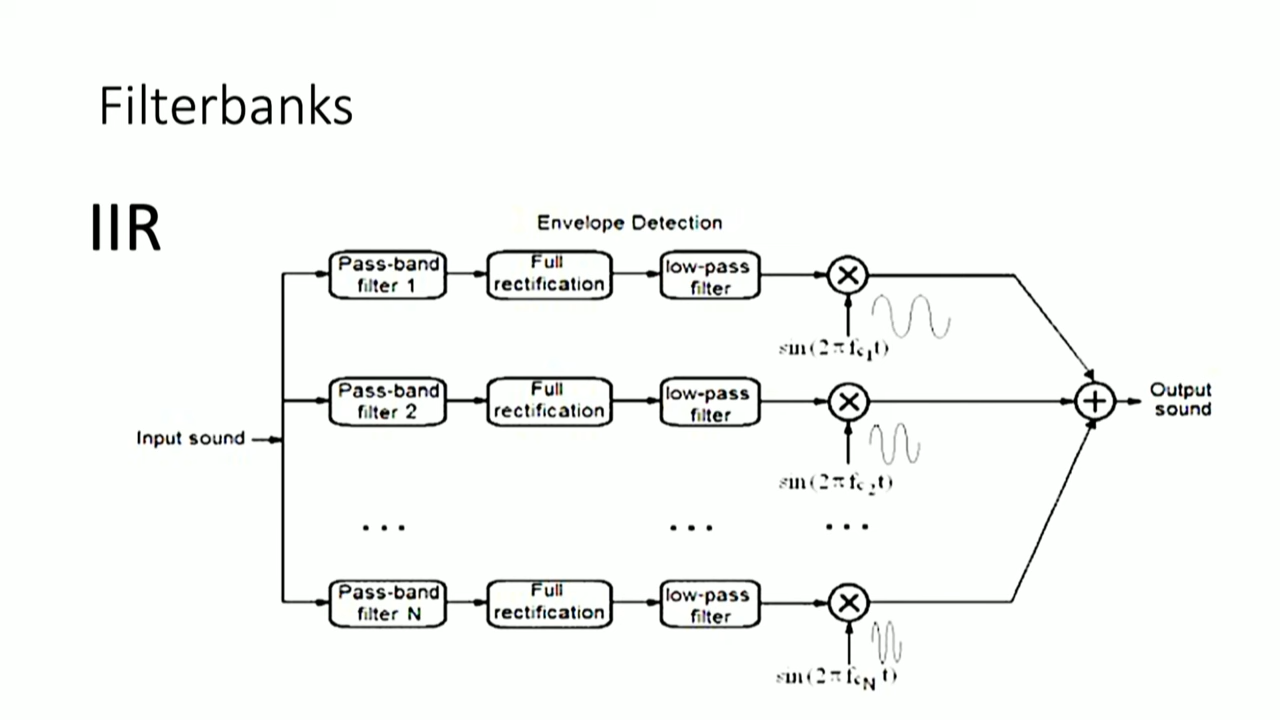 Filterbanks
IIR
Envelope Detection
Pass-band
filter 1
Full
rectification
low-pass
filter
sin(2πfc1t)
Pass-band
filter 2
Full
rectification
low-pass
filter
Output
sound
Input sound
sin(2πfc2t)
...
...
...
Pass-band
filter N
Full
rectification
low-pass
filter
sin(2πfcNt)